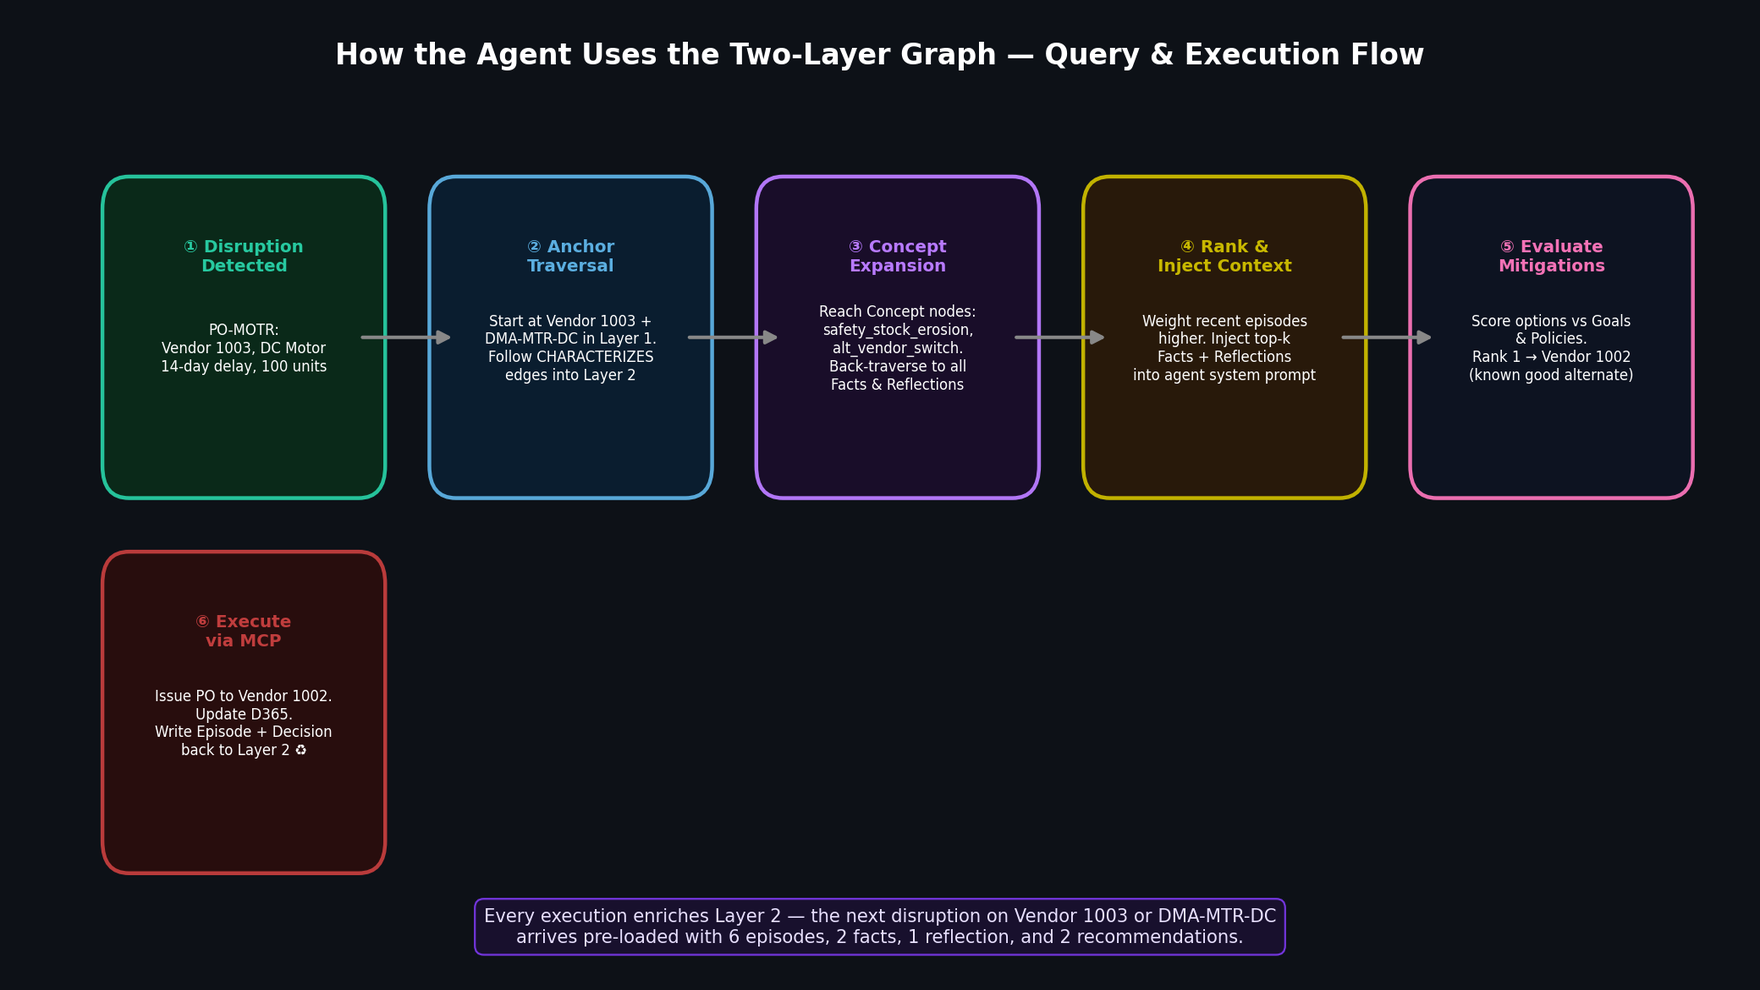 How the Agent Uses the Two-Layer Graph — Query & Execution Flow
① Disruption
Detected
PO-MOTR:
Vendor 1003, DC Motor
14-day delay, 100 units
② Anchor
Traversal
Start at Vendor 1003 +
DMA-MTR-DC in Layer 1.
Follow CHARACTERIZES
edges into Layer 2
③ Concept
Expansion
Reach Concept nodes:
safety_stock_erosion,
alt_vendor_switch.
Back-traverse to all
Facts & Reflections
④ Rank &
Inject Context
Weight recent episodes
higher. Inject top-k
Facts + Reflections
into agent system prompt
⑤ Evaluate
Mitigations
Score options vs Goals
& Policies.
Rank 1 → Vendor 1002
(known good alternate)
⑥ Execute
via MCP
Issue PO to Vendor 1002.
Update D365.
Write Episode + Decision
back to Layer 2 ♻
Every execution enriches Layer 2 — the next disruption on Vendor 1003 or DMA-MTR-DC
arrives pre-loaded with 6 episodes, 2 facts, 1 reflection, and 2 recommendations.